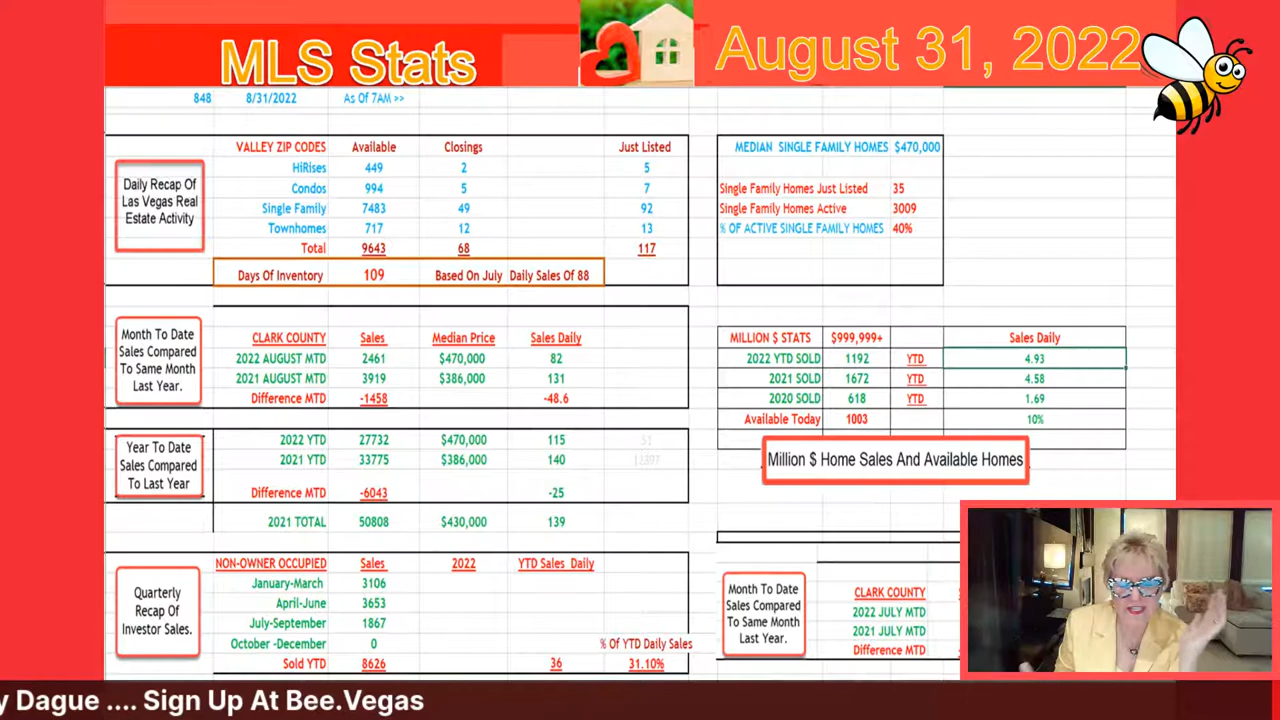 MLS Stats
August 31, 2022
848 8/31/2022 As Of 7AM >>
Daily Recap Of
Las Vegas Real
Estate Activity
VALLEY ZIP CODES Available Closings Just Listed
HiRises 449 2 5
Condos 994 5 7
Single Family 7483 49 92
Townhomes 717 12 13
Total 9643 68 117
Days Of Inventory 109 Based On July Daily Sales Of 88
MEDIAN SINGLE FAMILY HOMES $470,000
Single Family Homes Just Listed 35
Single Family Homes Active 3009
% OF ACTIVE SINGLE FAMILY HOMES 40%
Month To Date
Sales Compared
To Same Month
Last Year.
CLARK COUNTY Sales Median Price Sales Daily
2022 AUGUST MTD 2461 $470,000 82
2021 AUGUST MTD 3919 $386,000 131
Difference MTD -1458 -48.6
MILLION $ STATS $999,999+ Sales Daily
2022 YTD SOLD 1192 YTD 4.93
2021 SOLD 1672 YTD 4.58
2020 SOLD 618 YTD 1.69
Available Today 1003 10%
Million $ Home Sales And Available Homes
Year To Date
Sales Compared
To Last Year
2022 YTD 27732 $470,000 115
2021 YTD 33775 $386,000 140
Difference MTD -6043 -25
2021 TOTAL 50808 $430,000 139
Quarterly
Recap Of
Investor Sales.
NON-OWNER OCCUPIED Sales 2022 YTD Sales Daily
January-March 3106
April-June 3653
July-September 1867
October -December 0 % Of YTD Daily Sales
Sold YTD 8626 36 31.10%
Month To Date
Sales Compared
To Same Month
Last Year.
CLARK COUNTY
2022 JULY MTD
2021 JULY MTD
Difference MTD
y Dague .... Sign Up At Bee.Vegas